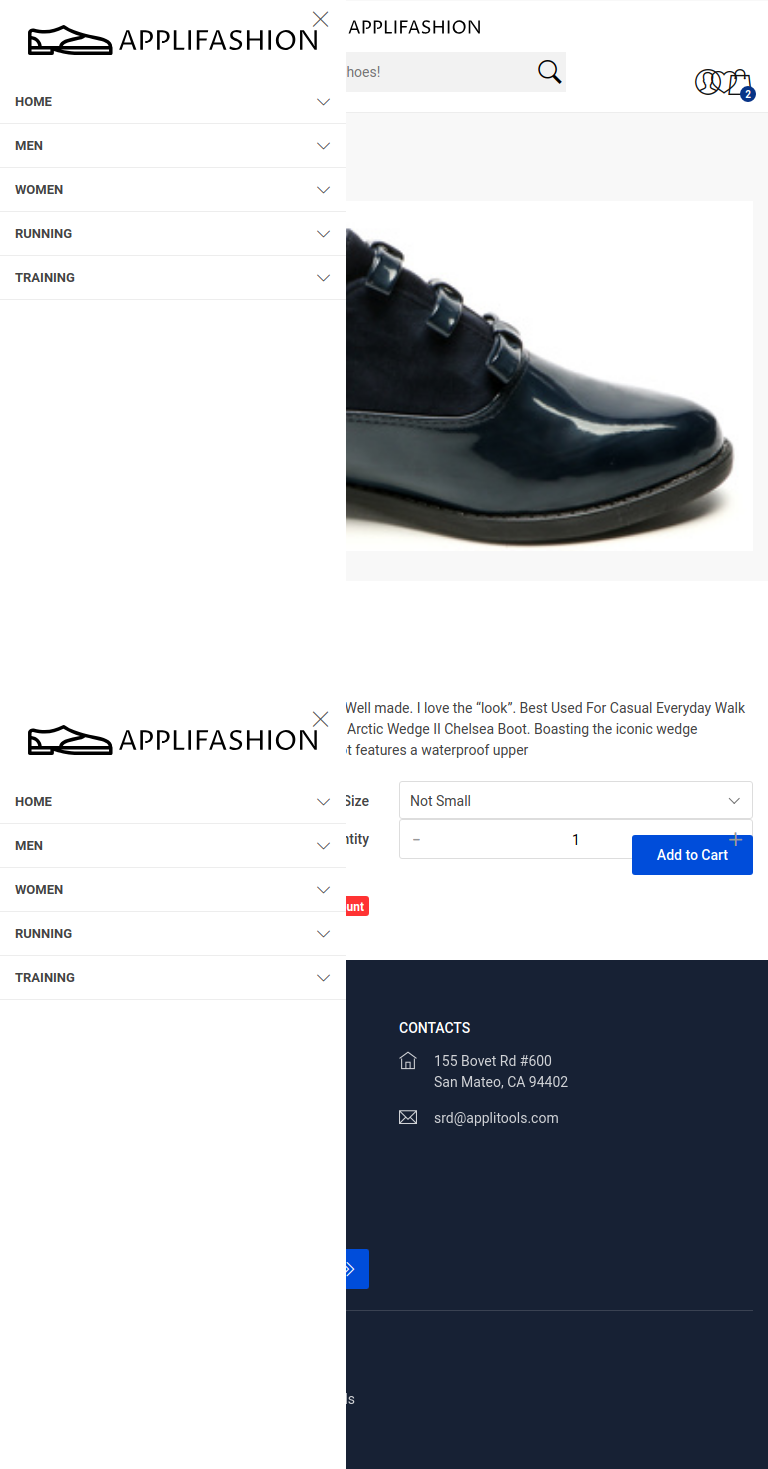 APPLIFASHION
APPLIFASHION
hoes!
2
HOME
MEN
WOMEN
RUNNING
TRAINING
Well made. I love the “look”. Best Used For Casual Everyday Walk
Arctic Wedge II Chelsea Boot. Boasting the iconic wedge
ot features a waterproof upper
APPLIFASHION
HOME
MEN
WOMEN
RUNNING
TRAINING
Size
Not Small
ntity
- 1 +
Add to Cart
unt
CONTACTS
155 Bovet Rd #600
San Mateo, CA 94402
srd@applitools.com
ls